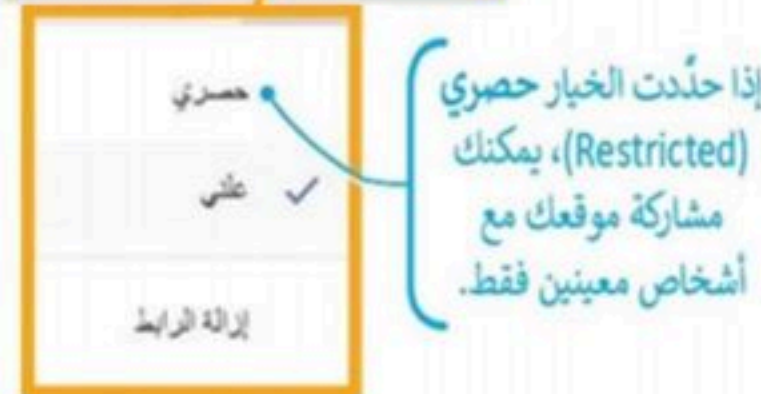 حصري
علني
إزالة الرابط
إذا حدَّدت الخيار حصري
(Restricted)، يمكنك
مشاركة موقعك مع
أشخاص معينين فقط.